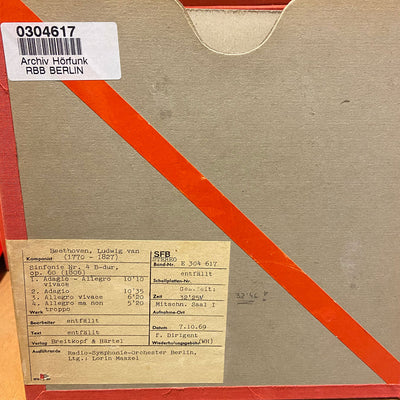 0304617
Archiv Hörfunk
RBB BERLIN
Beethoven, Ludwig van
Komponist (1770 - 1827)
Sinfonie Nr. 4 B-dur,
op. 60 (1806)
1. Adagio - Allegro vivace 10'10
2. Adagio 10'35
3. Allegro vivace 6'20
4. Allegro ma non troppo 5'20
Werk
Bearbeiter entfällt
Text entfällt
Verlag Breitkopf & Härtel
Ausführende Radio-Symphonie-Orchester Berlin,
Ltg.: Lorin Maazel
SFB
STEREO
Band-Nr. E 304 617
entfällt
Schallplatten-Nr.
Ges.Zeit:
Zeit 32'25"
Mitschn. Saal I
Aufnahme-Ort
Datum 7.10.69
f. Dirigent
Wiederholungsgebühr (WH)